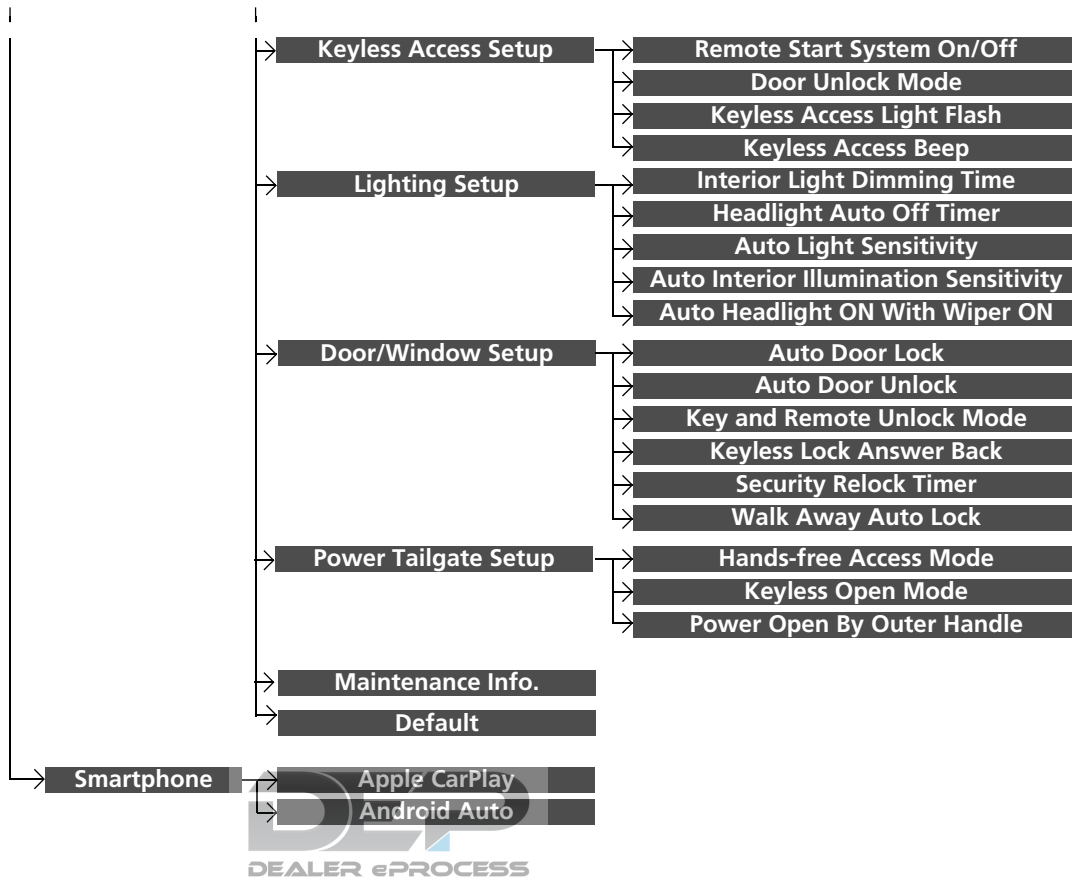 Keyless Access Setup
Remote Start System On/Off
Door Unlock Mode
Keyless Access Light Flash
Keyless Access Beep
Lighting Setup
Interior Light Dimming Time
Headlight Auto Off Timer
Auto Light Sensitivity
Auto Interior Illumination Sensitivity
Auto Headlight ON With Wiper ON
Door/Window Setup
Auto Door Lock
Auto Door Unlock
Key and Remote Unlock Mode
Keyless Lock Answer Back
Security Relock Timer
Walk Away Auto Lock
Power Tailgate Setup
Hands-free Access Mode
Keyless Open Mode
Power Open By Outer Handle
Maintenance Info.
Default
Smartphone
Apple CarPlay
Android Auto
DEP
DEALER ePROCESS